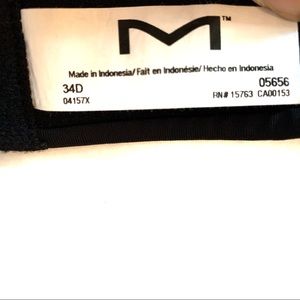 M™
Made in Indonesia/ Fait en Indonésie/ Hecho en Indonesia
34D 05656
04157X RN# 15763 CA00153